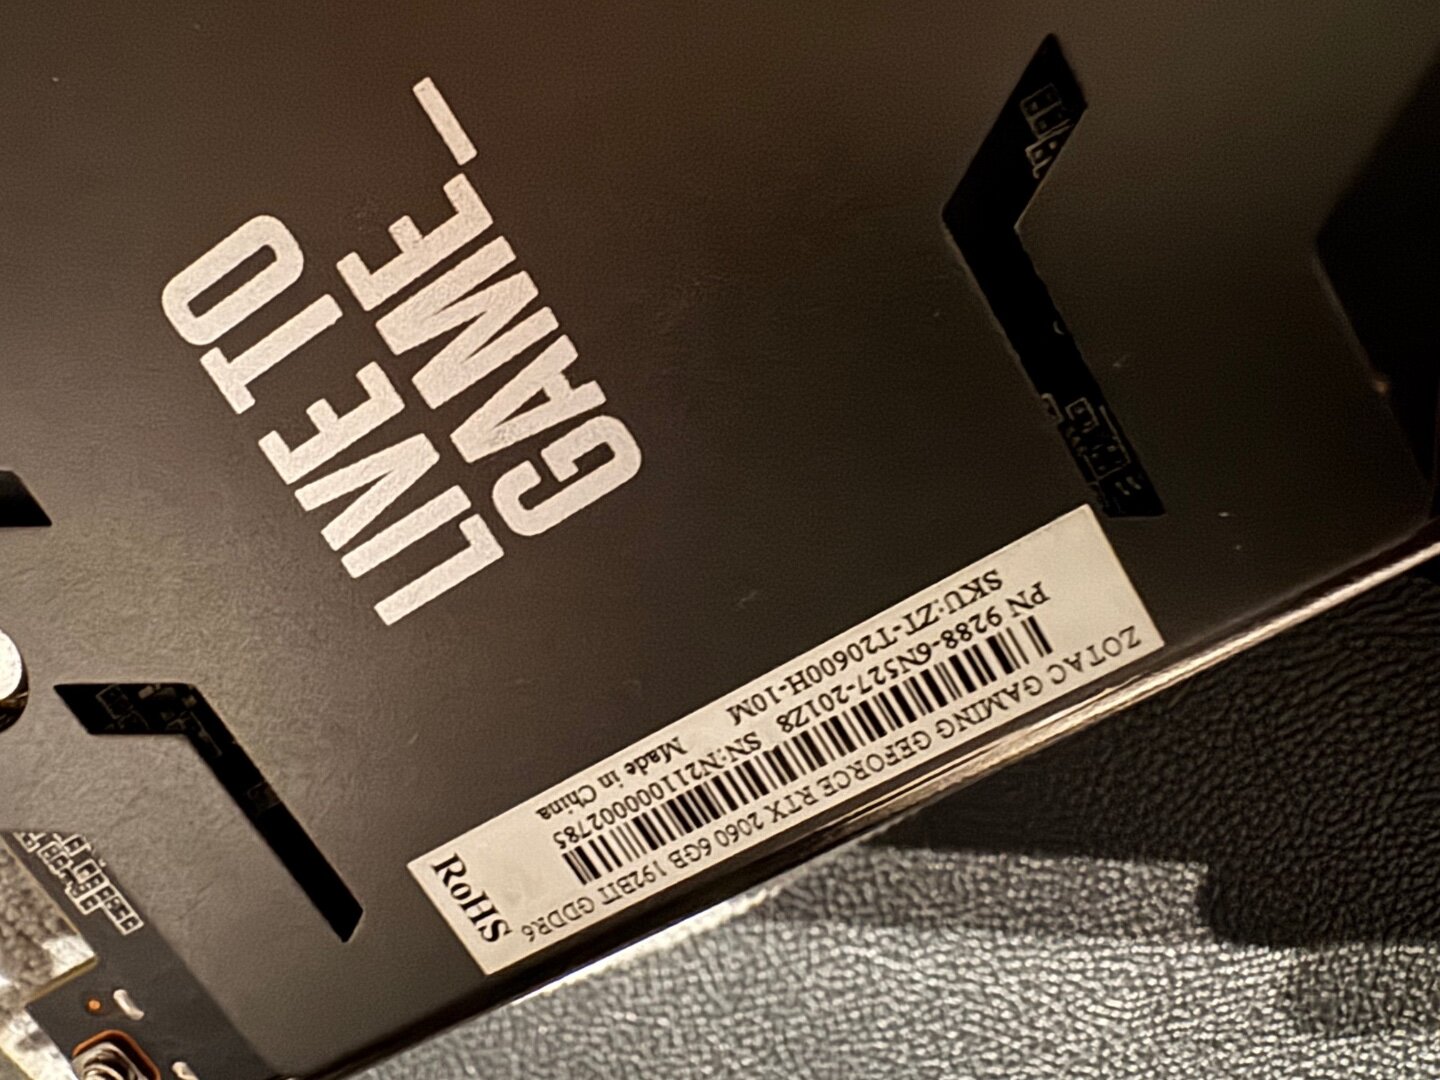 LIVE TO
GAME_
ZOTAC GAMING GEFORCE RTX 2060 6GB 192BIT GDDR6
PN 9288-6N527-201Z8 SN:N211000002785
SKU:ZT-T20600H-10M Made in China
RoHS